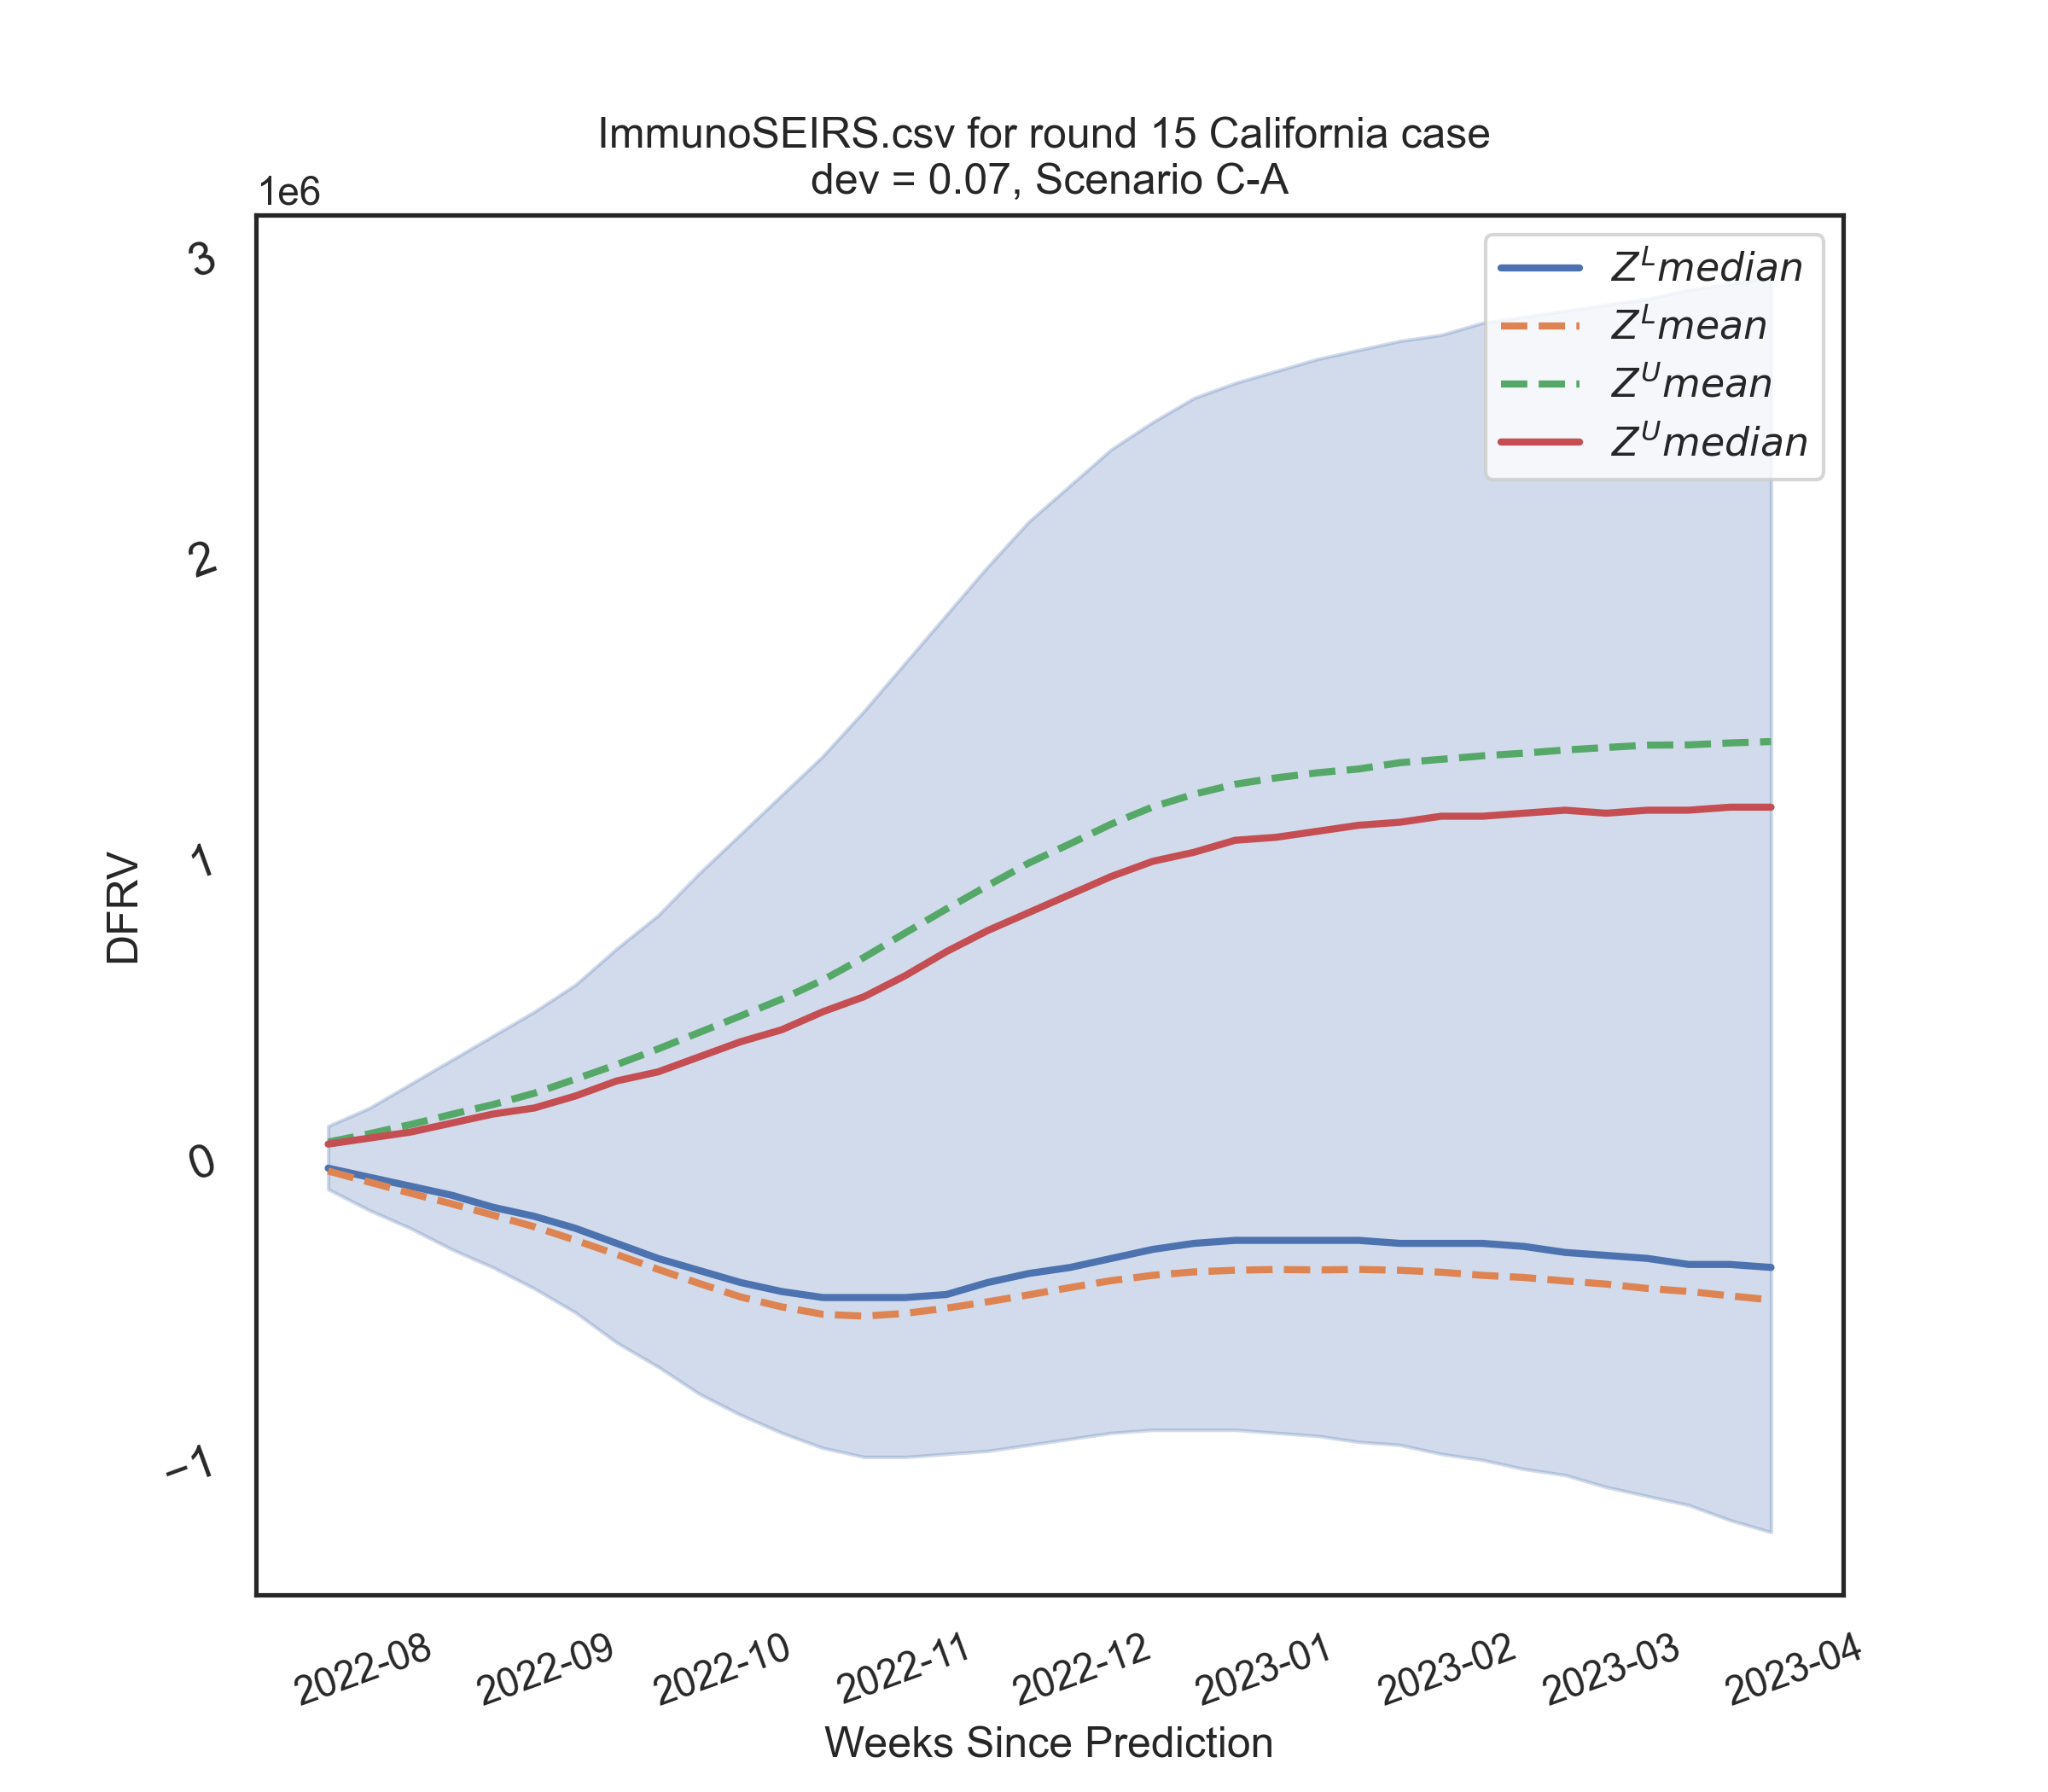 ImmunoSEIRS.csv for round 15 California case
dev = 0.07, Scenario C-A
1e6
3
2
1
0
−1
DFRV
Z^L median
Z^L mean
Z^U mean
Z^U median
2022-08
2022-09
2022-10
2022-11
2022-12
2023-01
2023-02
2023-03
2023-04
Weeks Since Prediction